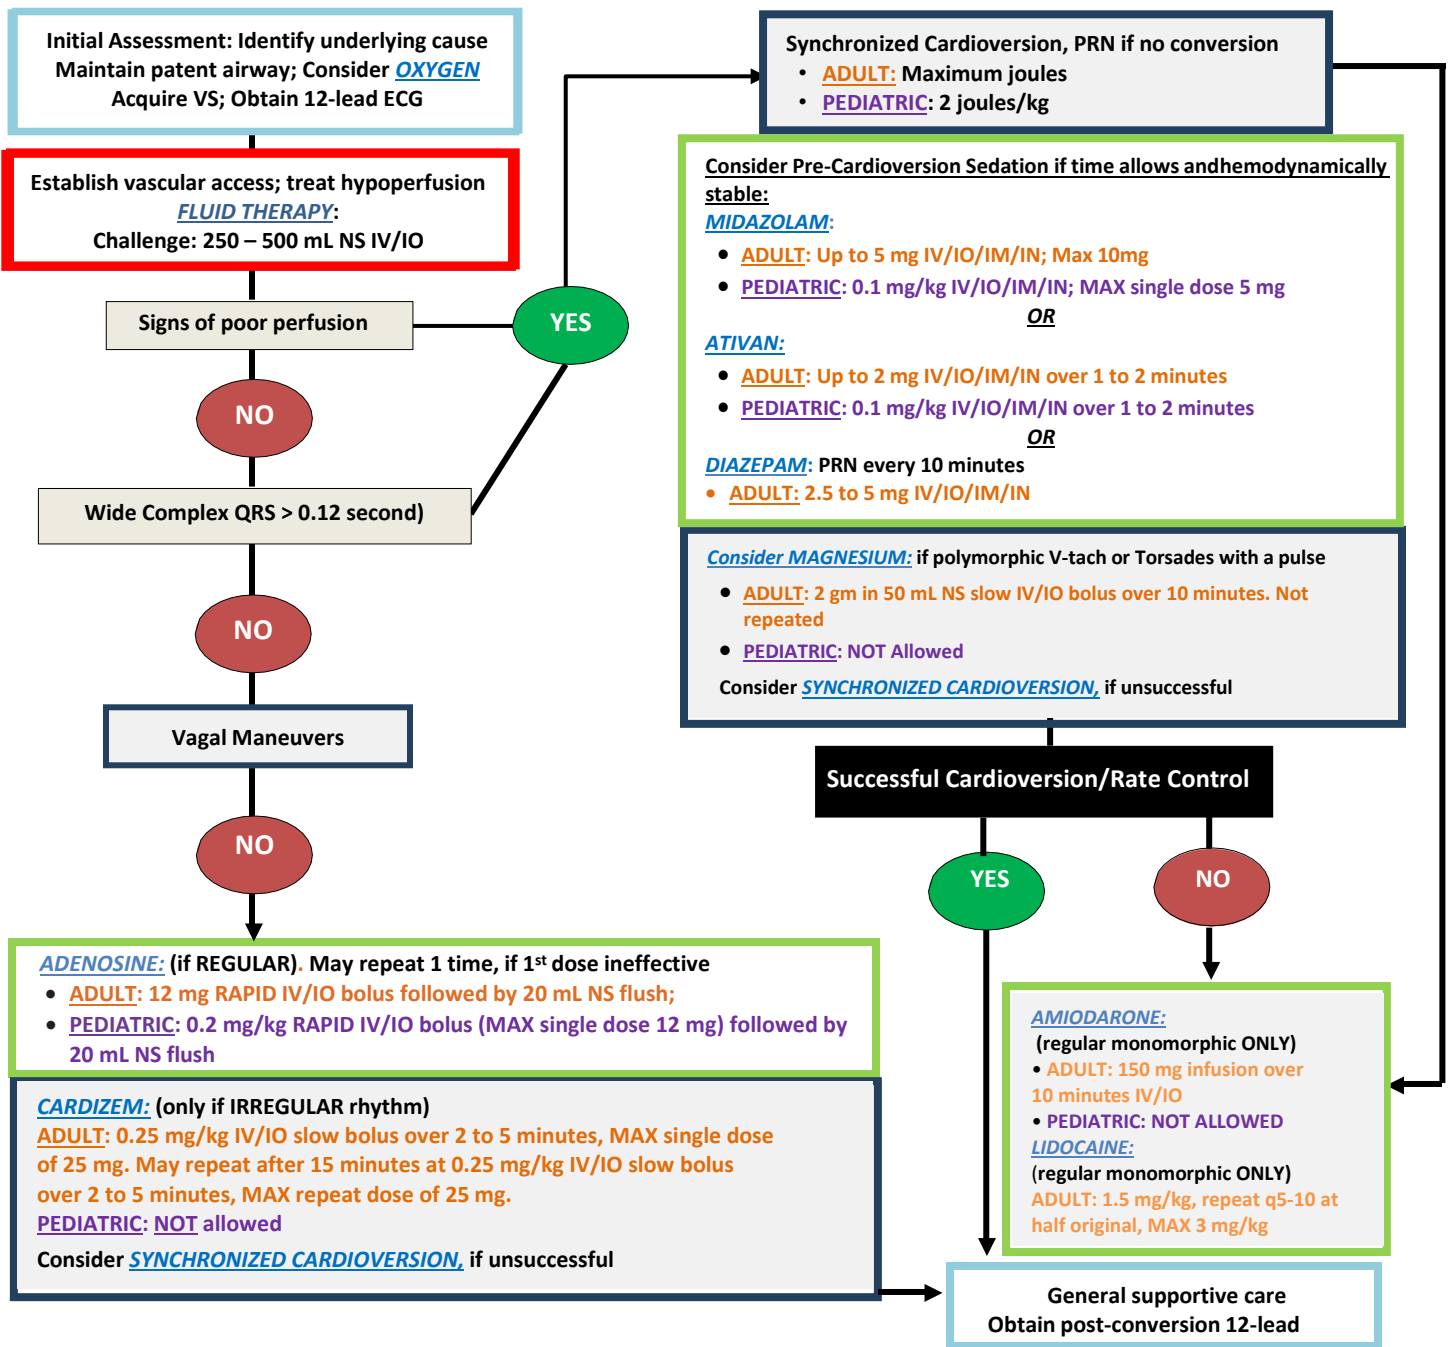 Initial Assessment: Identify underlying cause
Maintain patent airway; Consider OXYGEN
Acquire VS; Obtain 12-lead ECG
Establish vascular access; treat hypoperfusion
FLUID THERAPY:
Challenge: 250 – 500 mL NS IV/IO
Signs of poor perfusion
YES
NO
Wide Complex QRS > 0.12 second)
NO
Vagal Maneuvers
NO
ADENOSINE: (if REGULAR). May repeat 1 time, if 1st dose ineffective
• ADULT: 12 mg RAPID IV/IO bolus followed by 20 mL NS flush;
• PEDIATRIC: 0.2 mg/kg RAPID IV/IO bolus (MAX single dose 12 mg) followed by
20 mL NS flush
CARDIZEM: (only if IRREGULAR rhythm)
ADULT: 0.25 mg/kg IV/IO slow bolus over 2 to 5 minutes, MAX single dose
of 25 mg. May repeat after 15 minutes at 0.25 mg/kg IV/IO slow bolus
over 2 to 5 minutes, MAX repeat dose of 25 mg.
PEDIATRIC: NOT allowed
Consider SYNCHRONIZED CARDIOVERSION, if unsuccessful
Synchronized Cardioversion, PRN if no conversion
• ADULT: Maximum joules
• PEDIATRIC: 2 joules/kg
Consider Pre-Cardioversion Sedation if time allows andhemodynamically
stable:
MIDAZOLAM:
• ADULT: Up to 5 mg IV/IO/IM/IN; Max 10mg
• PEDIATRIC: 0.1 mg/kg IV/IO/IM/IN; MAX single dose 5 mg
OR
ATIVAN:
• ADULT: Up to 2 mg IV/IO/IM/IN over 1 to 2 minutes
• PEDIATRIC: 0.1 mg/kg IV/IO/IM/IN over 1 to 2 minutes
OR
DIAZEPAM: PRN every 10 minutes
• ADULT: 2.5 to 5 mg IV/IO/IM/IN
Consider MAGNESIUM: if polymorphic V-tach or Torsades with a pulse
• ADULT: 2 gm in 50 mL NS slow IV/IO bolus over 10 minutes. Not
repeated
• PEDIATRIC: NOT Allowed
Consider SYNCHRONIZED CARDIOVERSION, if unsuccessful
Successful Cardioversion/Rate Control
YES
NO
AMIODARONE:
(regular monomorphic ONLY)
• ADULT: 150 mg infusion over
10 minutes IV/IO
• PEDIATRIC: NOT ALLOWED
LIDOCAINE:
(regular monomorphic ONLY)
ADULT: 1.5 mg/kg, repeat q5-10 at
half original, MAX 3 mg/kg
General supportive care
Obtain post-conversion 12-lead